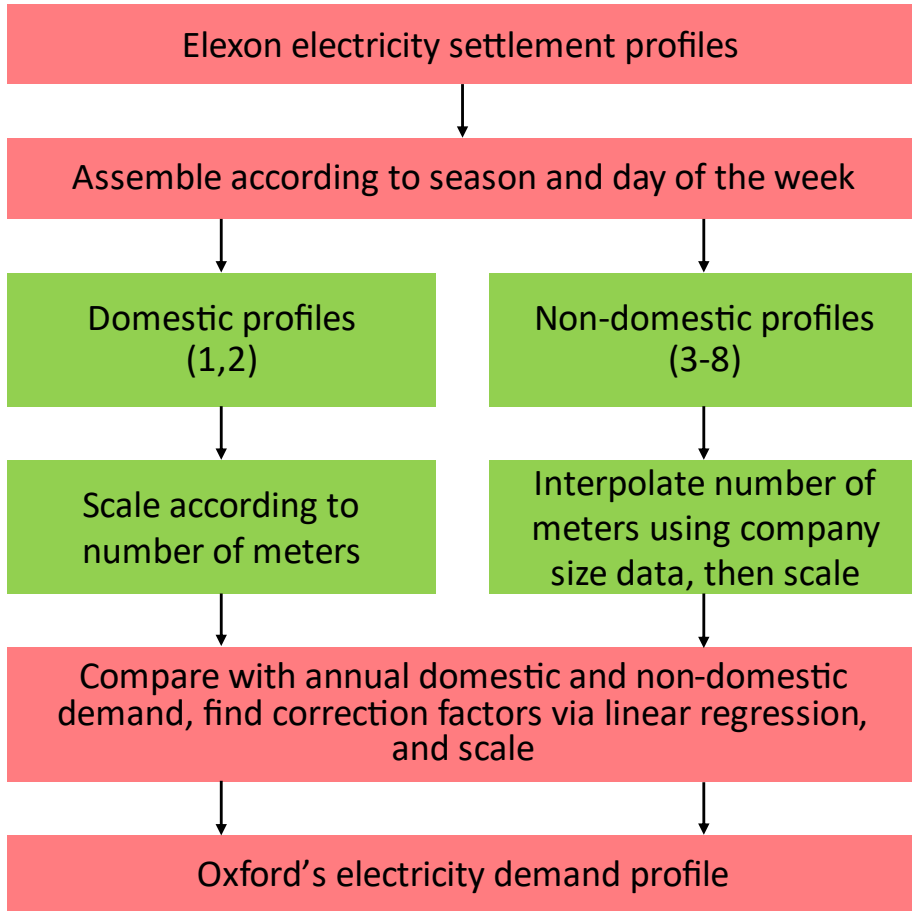 Elexon electricity settlement profiles
Assemble according to season and day of the week
Domestic profiles
(1,2)
Non-domestic profiles
(3-8)
Scale according to
number of meters
Interpolate number of
meters using company
size data, then scale
Compare with annual domestic and non-domestic
demand, find correction factors via linear regression,
and scale
Oxford's electricity demand profile